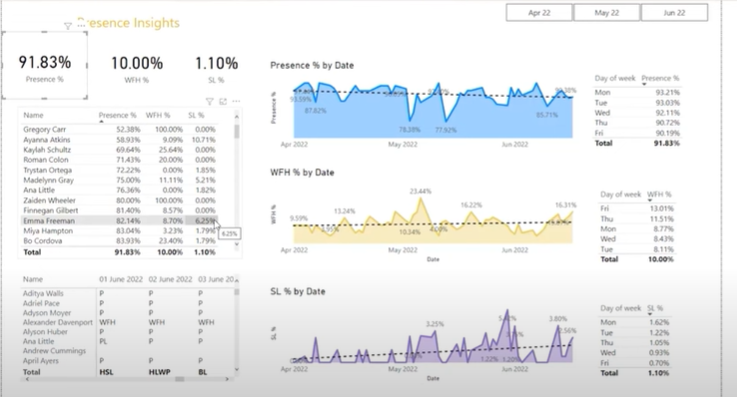 Presence Insights
Apr 22 May 22 Jun 22
91.83% 10.00% 1.10%
Presence % WFH % SL %
Name Presence % WFH % SL %
Gregory Carr 52.38% 100.00% 0.00%
Ayanna Atkins 58.93% 9.09% 10.71%
Kaylah Schultz 69.64% 25.64% 0.00%
Roman Colon 71.43% 20.00% 0.00%
Trystan Ortega 72.22% 0.00% 1.85%
Madelynn Gray 75.00% 11.11% 5.21%
Ana Little 76.36% 0.00% 1.82%
Zaiden Wheeler 80.00% 100.00% 0.00%
Finnegan Gilbert 81.40% 8.57% 0.00%
Emma Freeman 82.14% 8.70% 6.25%
Miya Hampton 83.04% 3.23% 1.79%
6.25%
Bo Cordova 83.93% 23.40% 1.79%
Total 91.83% 10.00% 1.10%
Name 01 June 2022 02 June 2022 03 June 20
Aditya Walls P P P
Adriel Pace P P P
Adyson Moyer P P P
Alexander Davenport WFH WFH WFH
Alyson Huber P P P
Ana Little PL P P
Andrew Cummings
April Ayers P P P
Total HSL HLWP BL
Presence % by Date
Presence %
87.82%
78.38%
77.92%
85.71%
Apr 2022 May 2022 Jun 2022
WFH % by Date
WFH %
9.59%
13.24%
10.34%
23.44%
16.22%
16.31%
Apr 2022 May 2022 Jun 2022
Date
SL % by Date
SL %
3.25%
1.22%
3.80%
Apr 2022 May 2022 Jun 2022
Date
Day of week Presence %
Mon 93.21%
Tue 93.03%
Wed 92.11%
Thu 90.72%
Fri 90.19%
Total 91.83%
Day of week WFH %
Fri 13.01%
Thu 11.51%
Mon 8.77%
Wed 8.43%
Tue 8.11%
Total 10.00%
Day of week SL %
Mon 1.62%
Tue 1.22%
Thu 1.05%
Wed 0.93%
Fri 0.70%
Total 1.10%